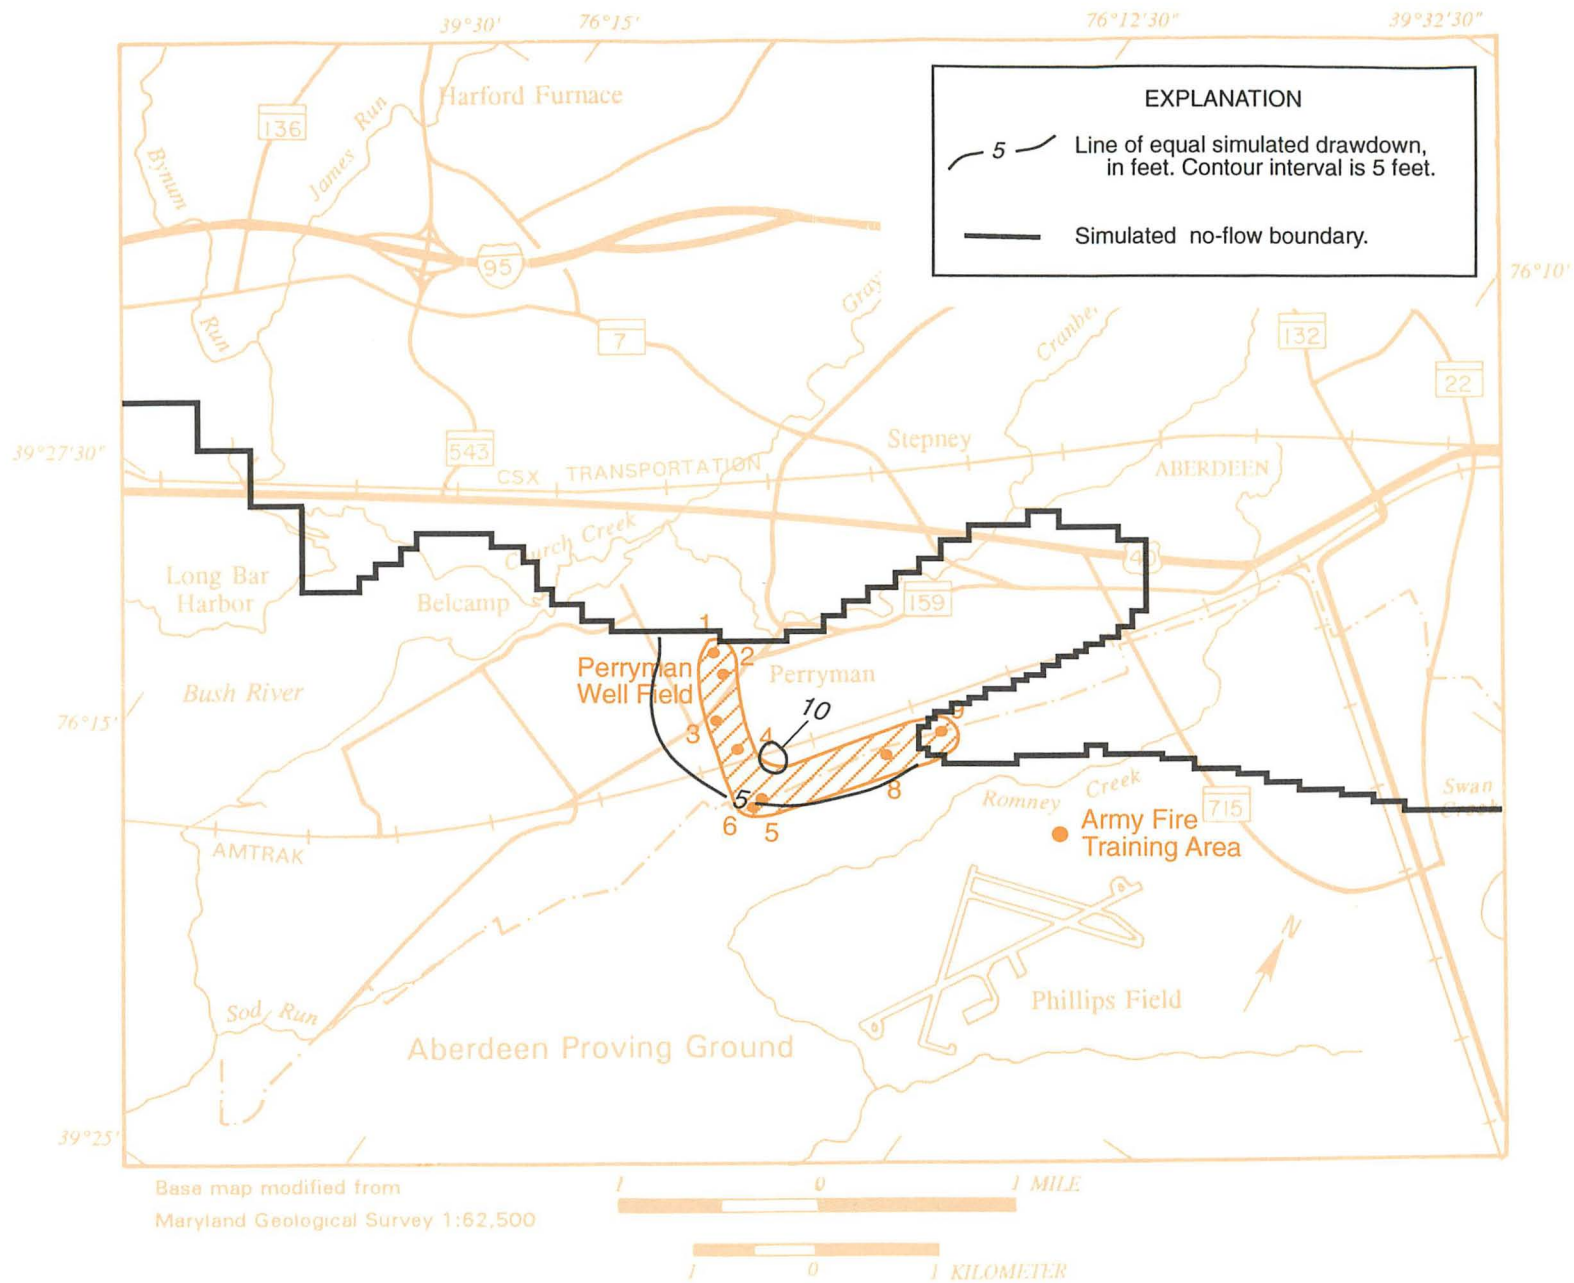 39°30'
76°15'
76°12'30"
39°32'30"
Harford Furnace
EXPLANATION
5
Line of equal simulated drawdown,
in feet. Contour interval is 5 feet.
Simulated no-flow boundary.
136
James Run
Bynum
Run
95
76°10'
Gray
Cranbe
7
132
22
39°27'30"
543
CSX TRANSPORTATION
Stepney
ABERDEEN
Church Creek
40
Long Bar
Harbor
Belcamp
159
1
2
Perryman
Well Field
Perryman
Bush River
76°15'
10
9
3
4
5
8
6
5
Romney Creek
715
Swan
Creek
Army Fire
Training Area
AMTRAK
N
Sod Run
Phillips Field
Aberdeen Proving Ground
39°25'
Base map modified from
Maryland Geological Survey 1:62,500
1 0 1 MILE
1 0 1 KILOMETER